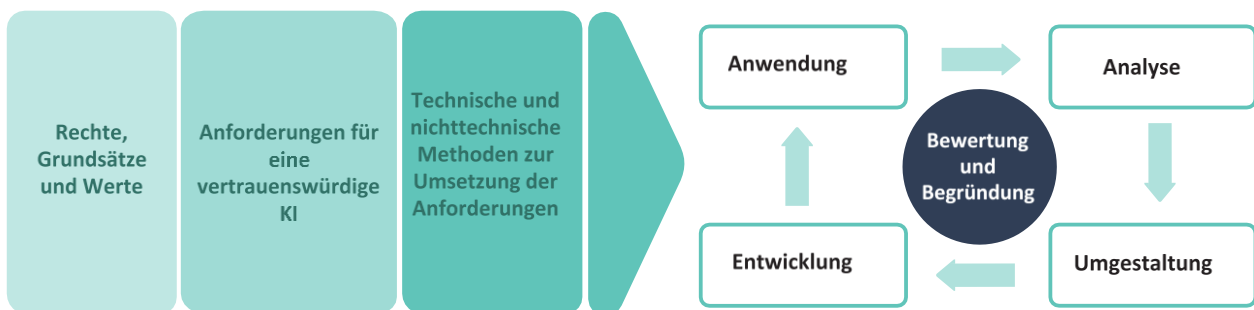 Rechte,
Grundsätze
und Werte
Anforderungen für
eine
vertrauenswürdige
KI
Technische und
nichttechnische
Methoden zur
Umsetzung der
Anforderungen
Anwendung
Analyse
Bewertung
und
Begründung
Entwicklung
Umgestaltung